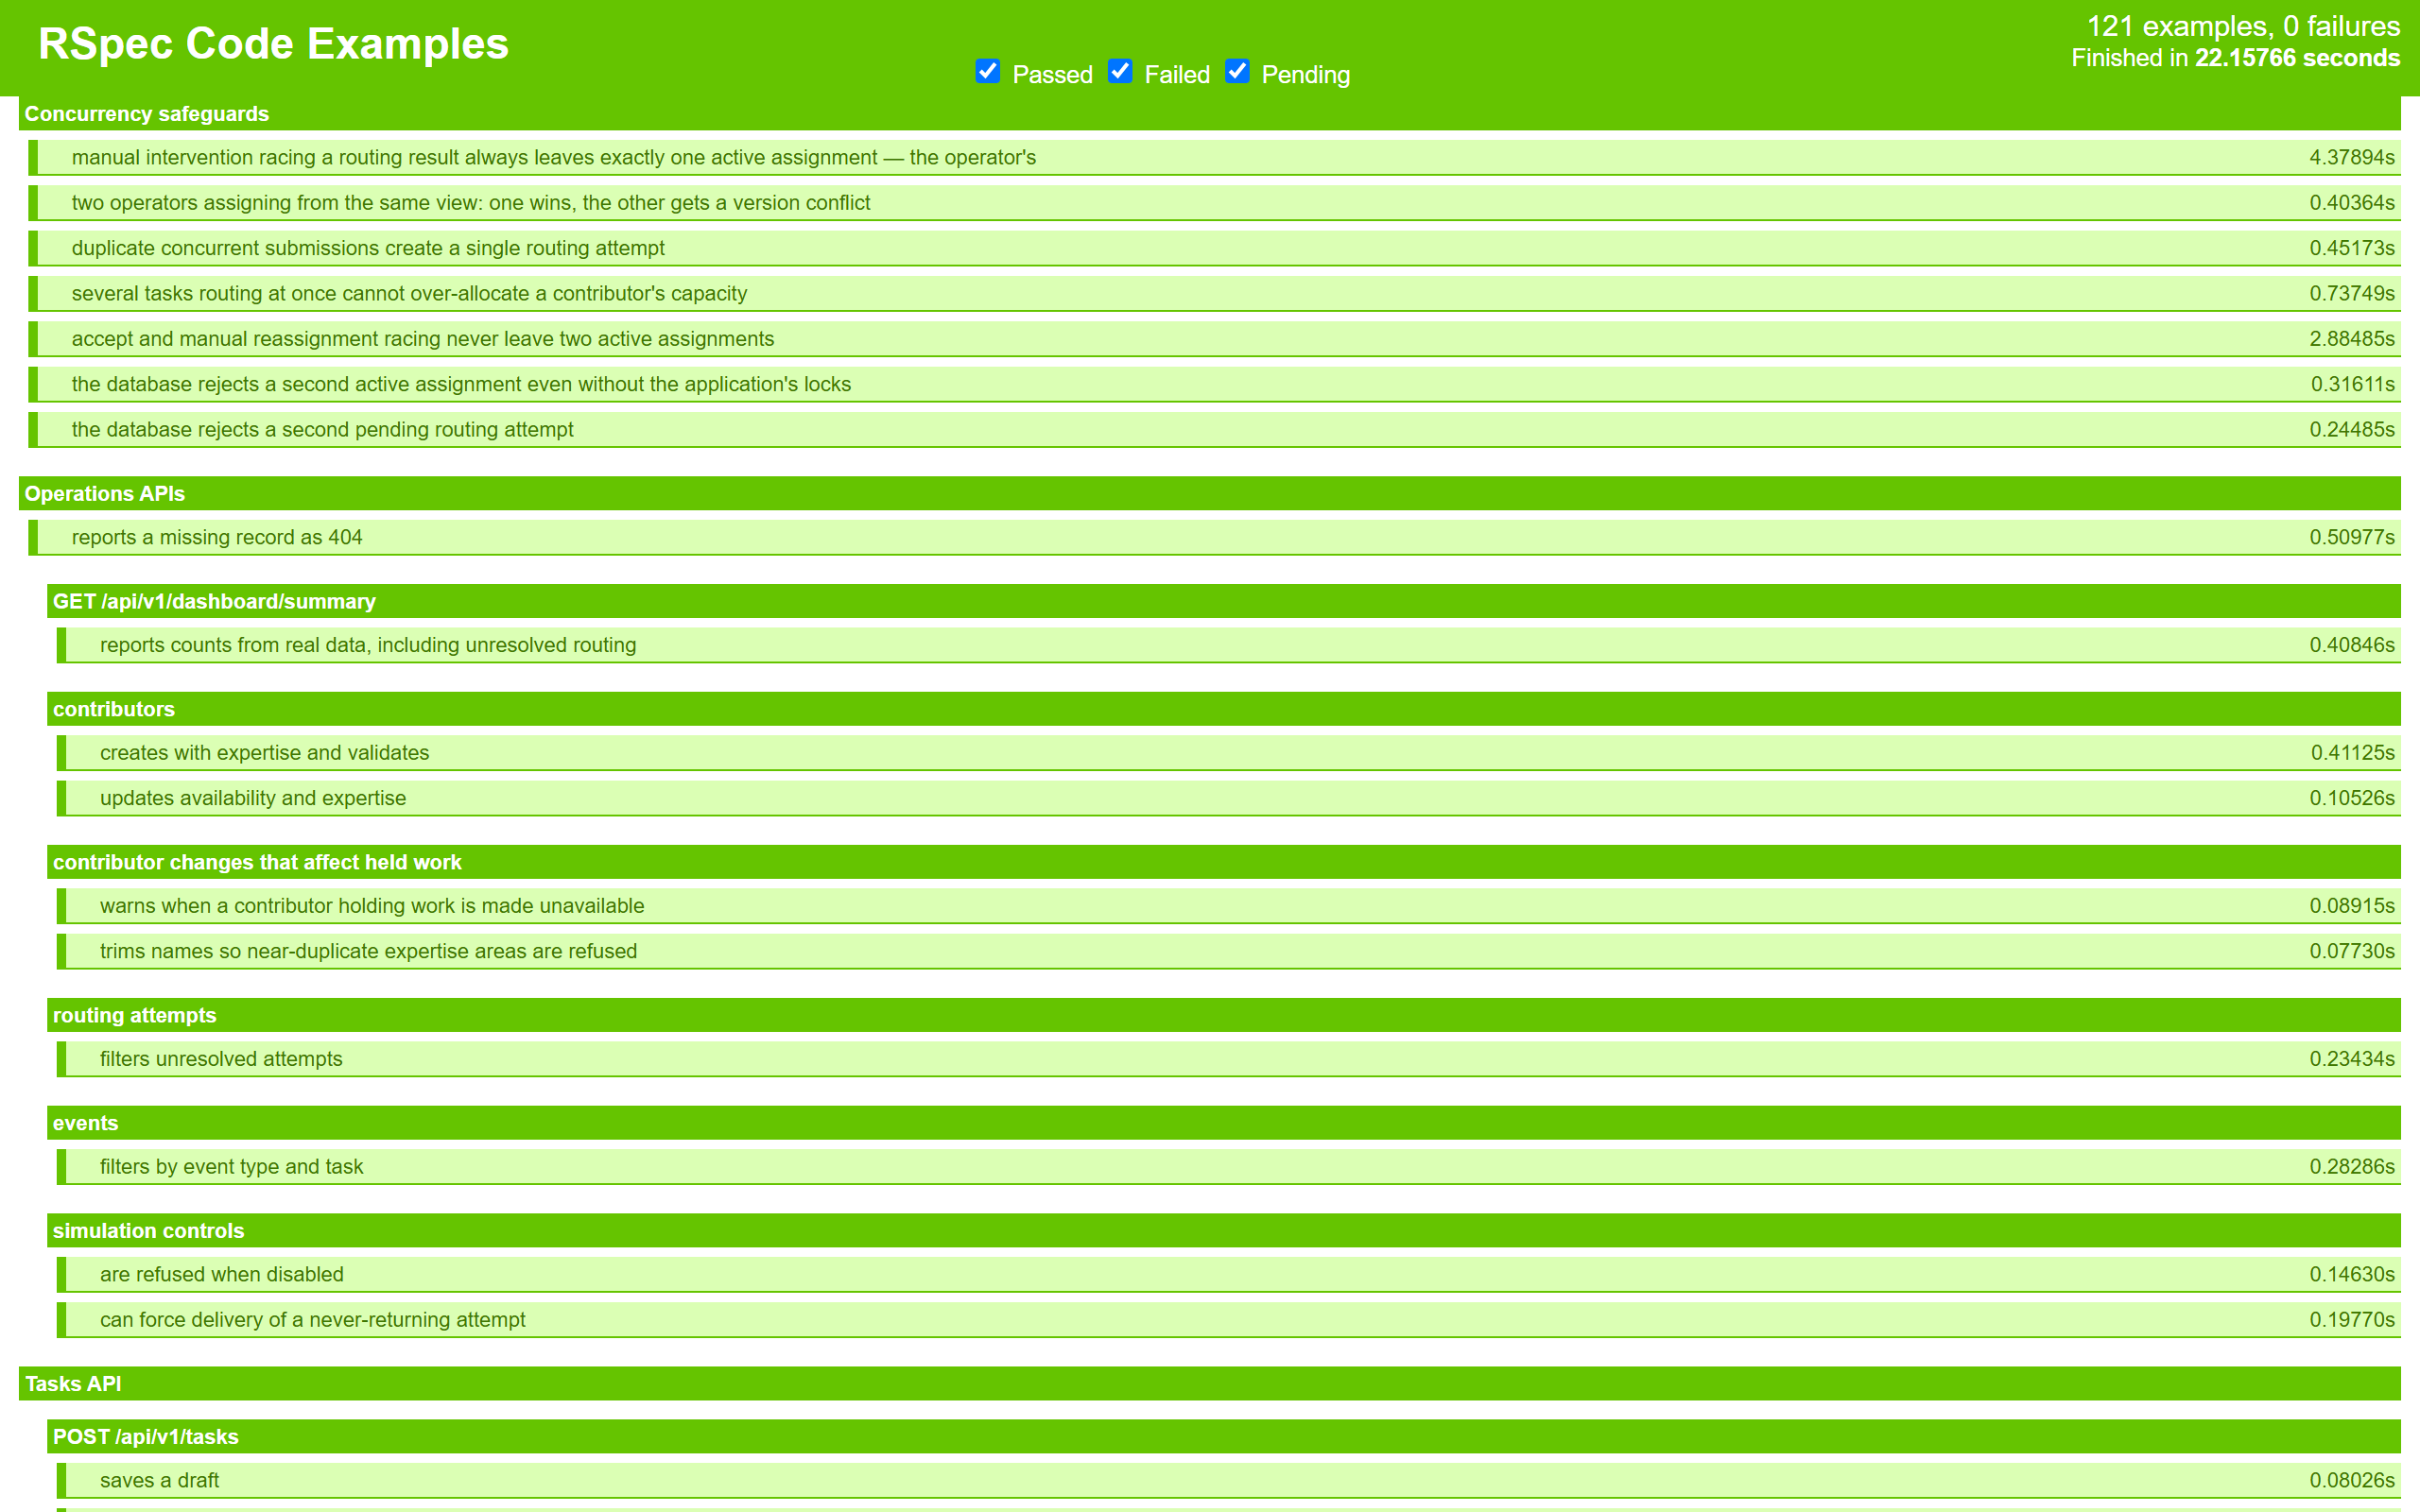 RSpec Code Examples
Passed Failed Pending
121 examples, 0 failures
Finished in 22.15766 seconds
Concurrency safeguards
manual intervention racing a routing result always leaves exactly one active assignment — the operator's 4.37894s
two operators assigning from the same view: one wins, the other gets a version conflict 0.40364s
duplicate concurrent submissions create a single routing attempt 0.45173s
several tasks routing at once cannot over-allocate a contributor's capacity 0.73749s
accept and manual reassignment racing never leave two active assignments 2.88485s
the database rejects a second active assignment even without the application's locks 0.31611s
the database rejects a second pending routing attempt 0.24485s
Operations APIs
reports a missing record as 404 0.50977s
GET /api/v1/dashboard/summary
reports counts from real data, including unresolved routing 0.40846s
contributors
creates with expertise and validates 0.41125s
updates availability and expertise 0.10526s
contributor changes that affect held work
warns when a contributor holding work is made unavailable 0.08915s
trims names so near-duplicate expertise areas are refused 0.07730s
routing attempts
filters unresolved attempts 0.23434s
events
filters by event type and task 0.28286s
simulation controls
are refused when disabled 0.14630s
can force delivery of a never-returning attempt 0.19770s
Tasks API
POST /api/v1/tasks
saves a draft 0.08026s